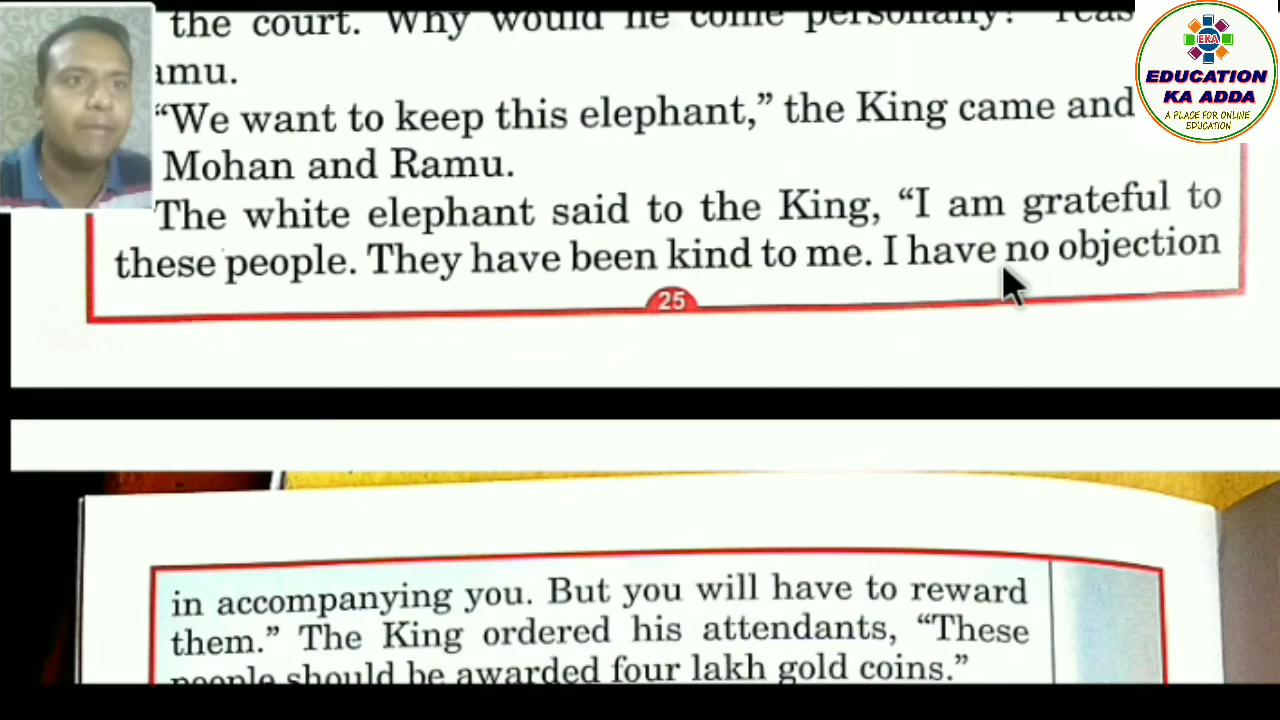 the court. Why would he come personally?
amu.
“We want to keep this elephant,” the King came and
Mohan and Ramu.
The white elephant said to the King, “I am grateful to
these people. They have been kind to me. I have no objection
25
in accompanying you. But you will have to reward
them.” The King ordered his attendants, “These
people should be awarded four lakh gold coins.”
EKA
EDUCATION
KA ADDA
A PLACE FOR ONLINE
EDUCATION